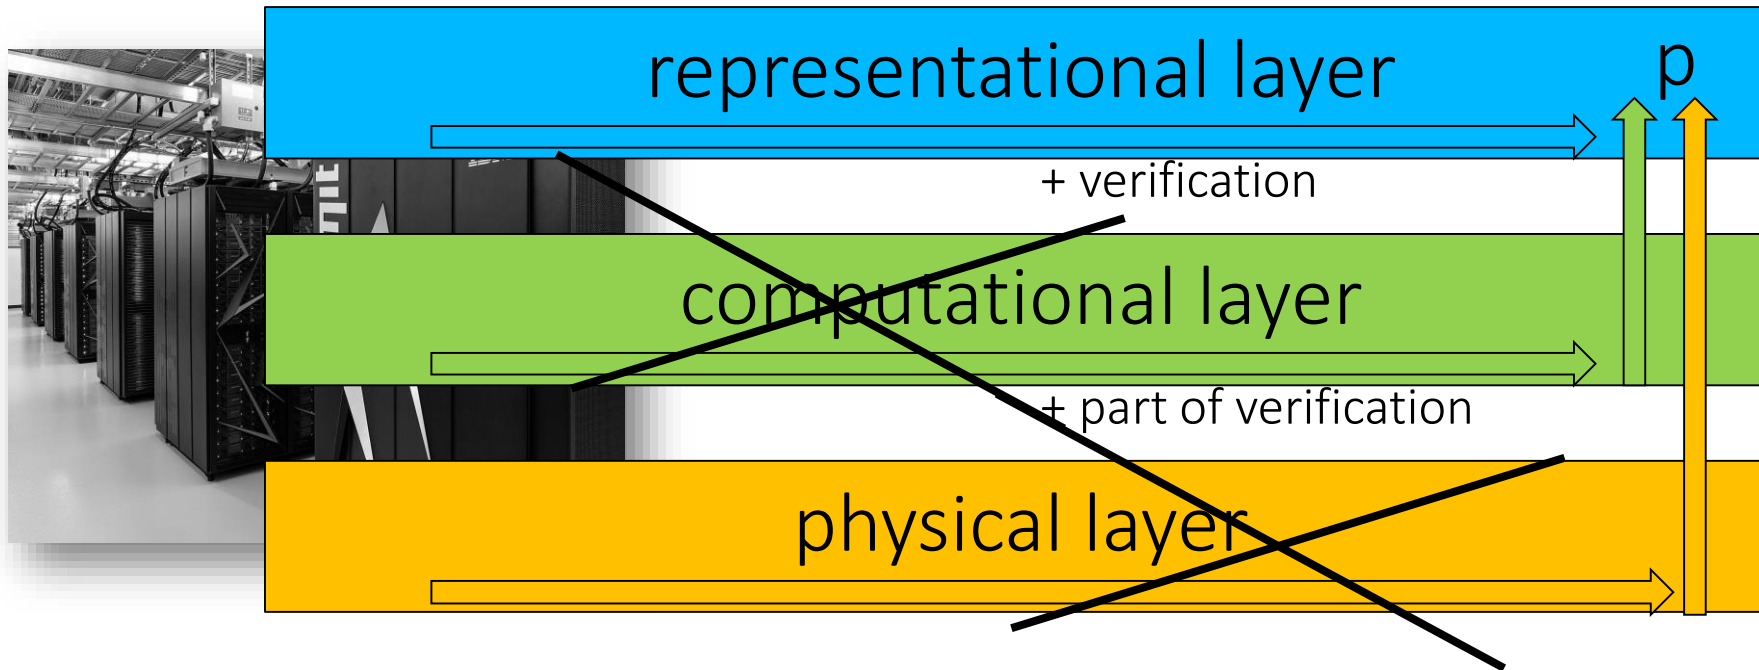 representational layer
p
+ verification
computational layer
+ part of verification
physical layer